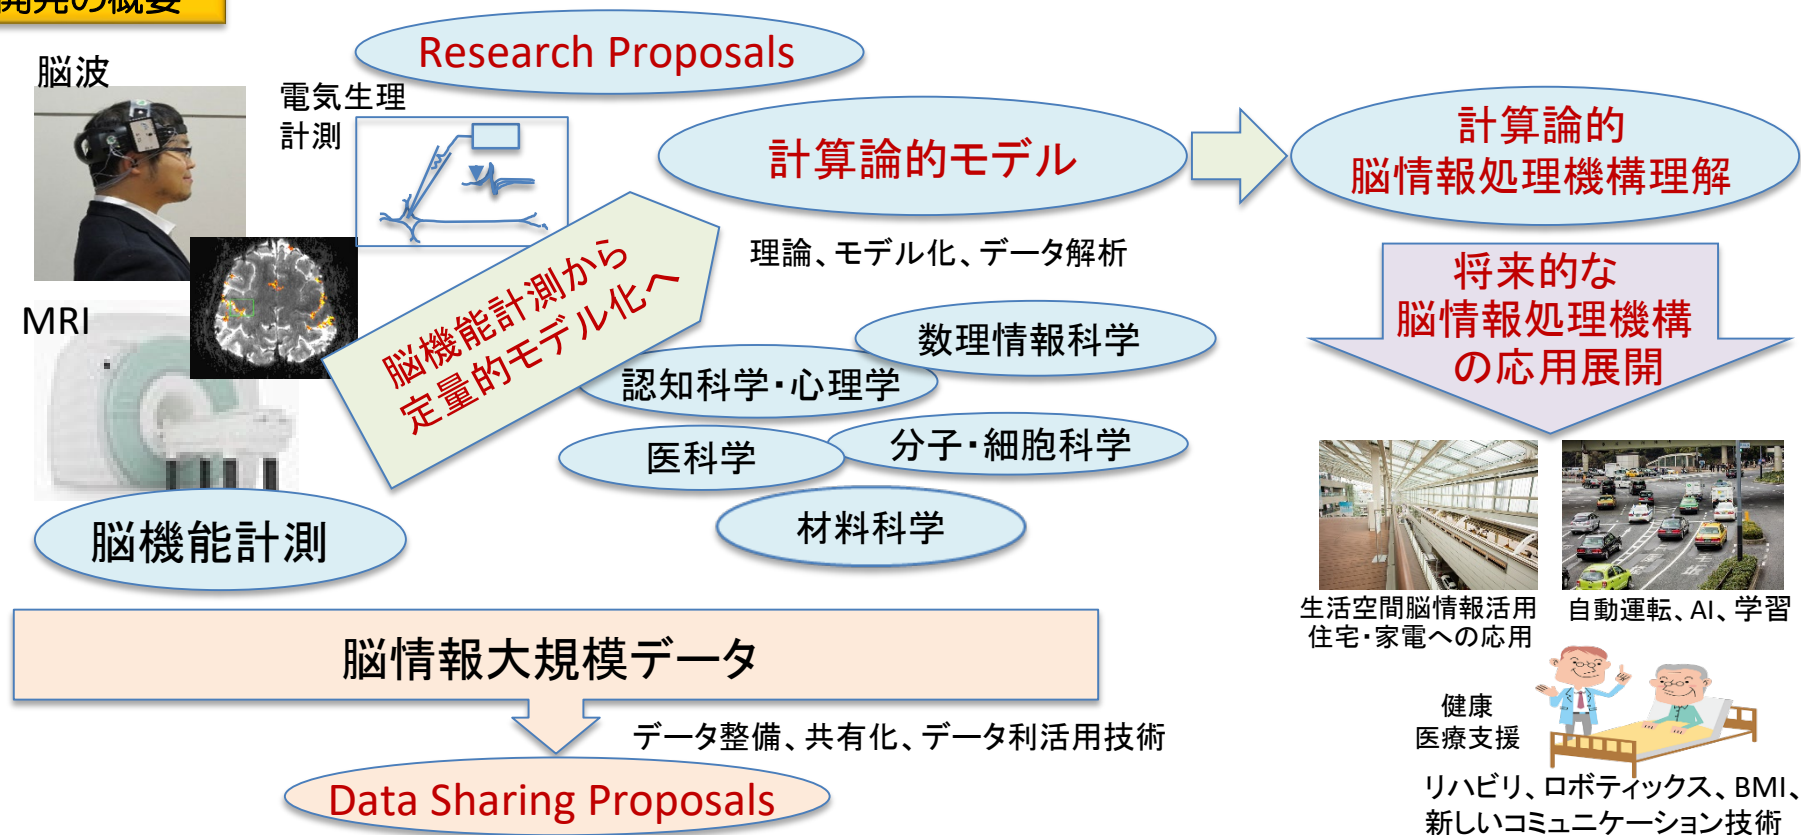 開発の概要
Research Proposals
脳波
電気生理
計測
計算論的モデル
計算論的
脳情報処理機構理解
理論、モデル化、データ解析
MRI
脳機能計測から
定量的モデル化へ
将来的な
脳情報処理機構
の応用展開
数理情報科学
認知科学・心理学
医科学
分子・細胞科学
材料科学
脳機能計測
生活空間脳情報活用
住宅・家電への応用
自動運転、AI、学習
脳情報大規模データ
データ整備、共有化、データ利活用技術
Data Sharing Proposals
健康
医療支援
リハビリ、ロボティックス、BMI、
新しいコミュニケーション技術